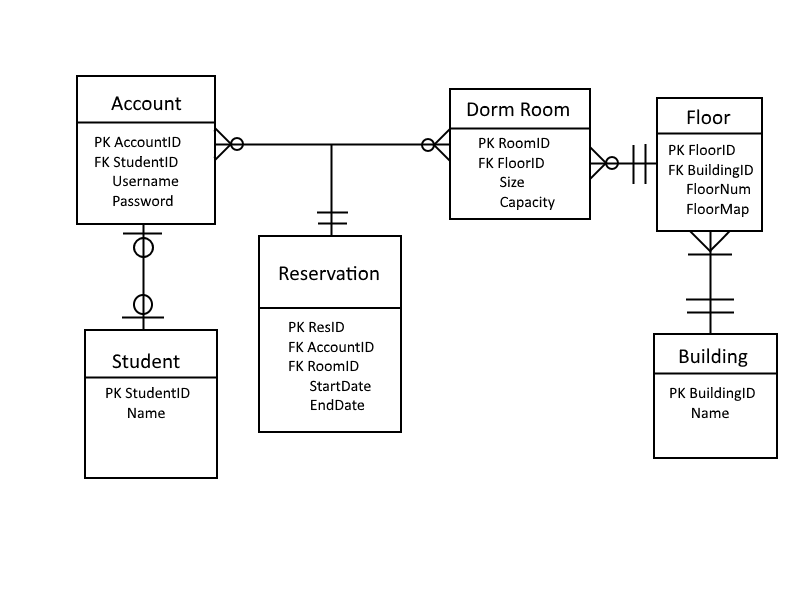 Account
PK AccountID
FK StudentID
Username
Password
Dorm Room
PK RoomID
FK FloorID
Size
Capacity
Floor
PK FloorID
FK BuildingID
FloorNum
FloorMap
Reservation
PK ResID
FK AccountID
FK RoomID
StartDate
EndDate
Student
PK StudentID
Name
Building
PK BuildingID
Name